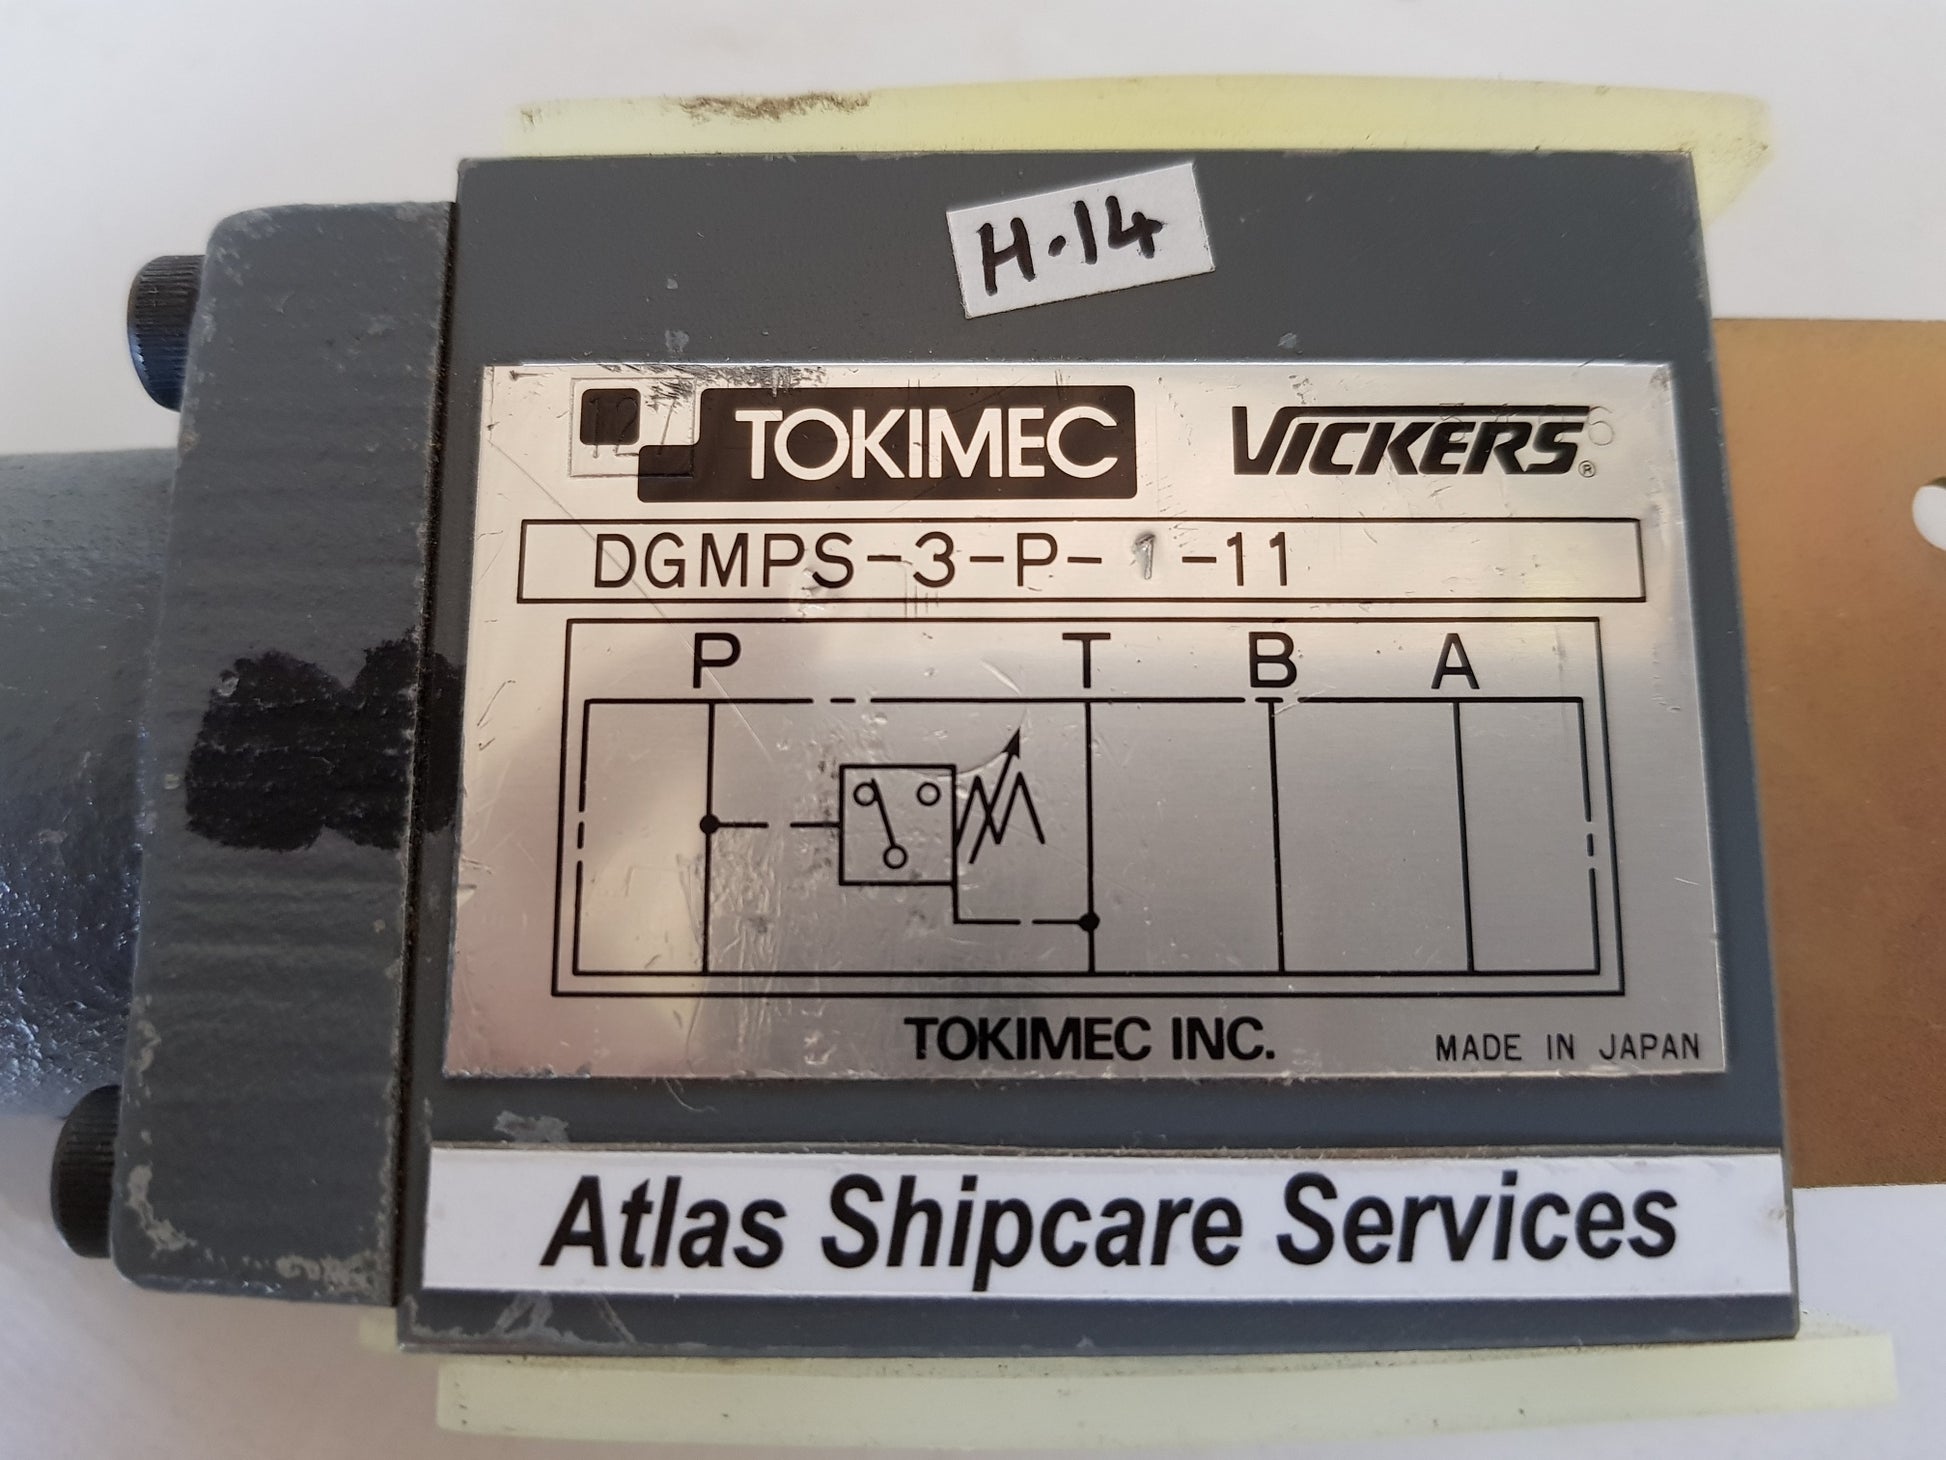 H.14
TOKIMEC VICKERS®
DGMPS-3-P-1-11
P T B A
TOKIMEC INC. MADE IN JAPAN
Atlas Shipcare Services